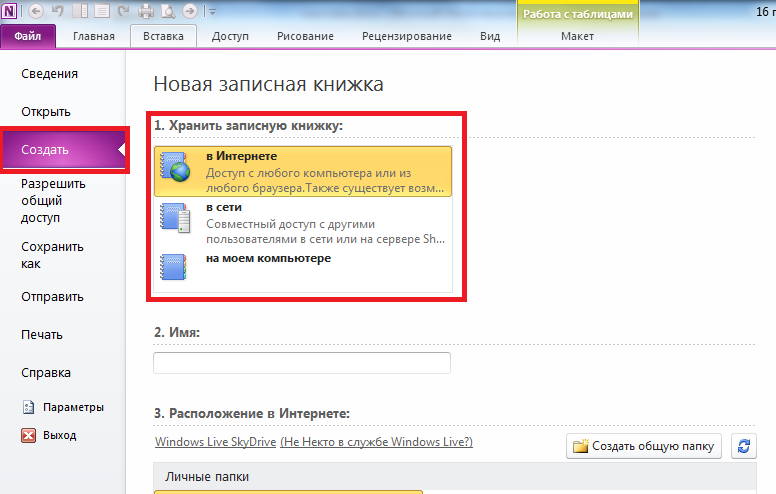 Работа с таблицами
16 г
Файл
Главная
Вставка
Доступ
Рисование
Рецензирование
Вид
Макет
Сведения
Открыть
Создать
Разрешить
общий
доступ
Сохранить
как
Отправить
Печать
Справка
Параметры
Выход
Новая записная книжка
1. Хранить записную книжку:
в Интернете
Доступ с любого компьютера или из
любого браузера.Также существует возм...
в сети
Совместный доступ с другими
пользователями в сети или на сервере Sh...
на моем компьютере
2. Имя:
3. Расположение в Интернете:
Windows Live SkyDrive (Не Некто в службе Windows Live?)
Создать общую папку
Личные папки